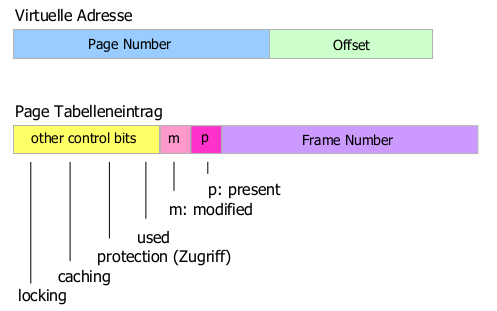 Virtuelle Adresse
Page Number Offset
Page Tabelleneintrag
other control bits m p Frame Number
p: present
m: modified
used
protection (Zugriff)
caching
locking